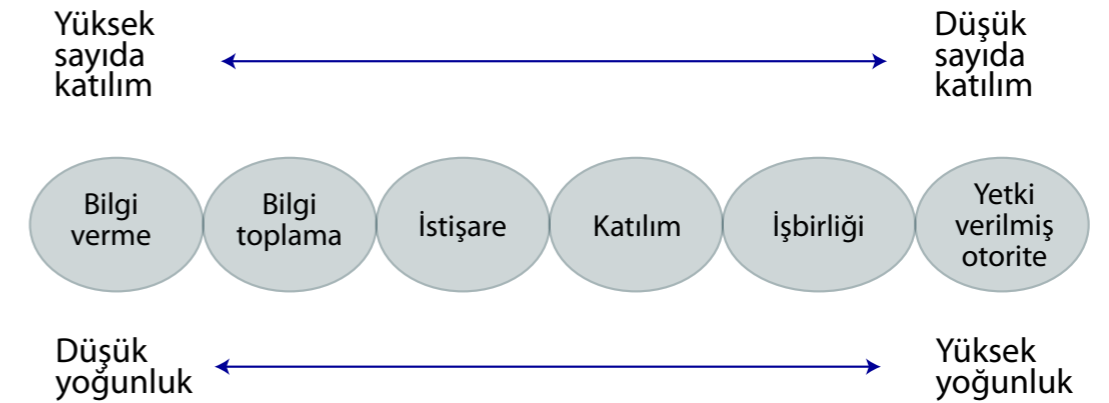 Yüksek
sayıda
katılım
Düşük
sayıda
katılım
Bilgi
verme
Bilgi
toplama
İstişare
Katılım
İşbirliği
Yetki
verilmiş
otorite
Düşük
yoğunluk
Yüksek
yoğunluk